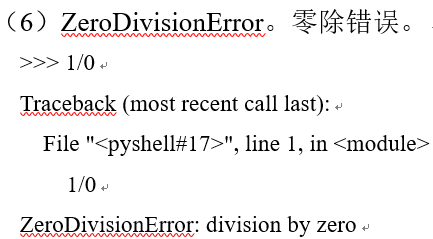 （6）ZeroDivisionError。零除错误。
>>> 1/0
Traceback (most recent call last):
File "<pyshell#17>", line 1, in <module>
1/0
ZeroDivisionError: division by zero